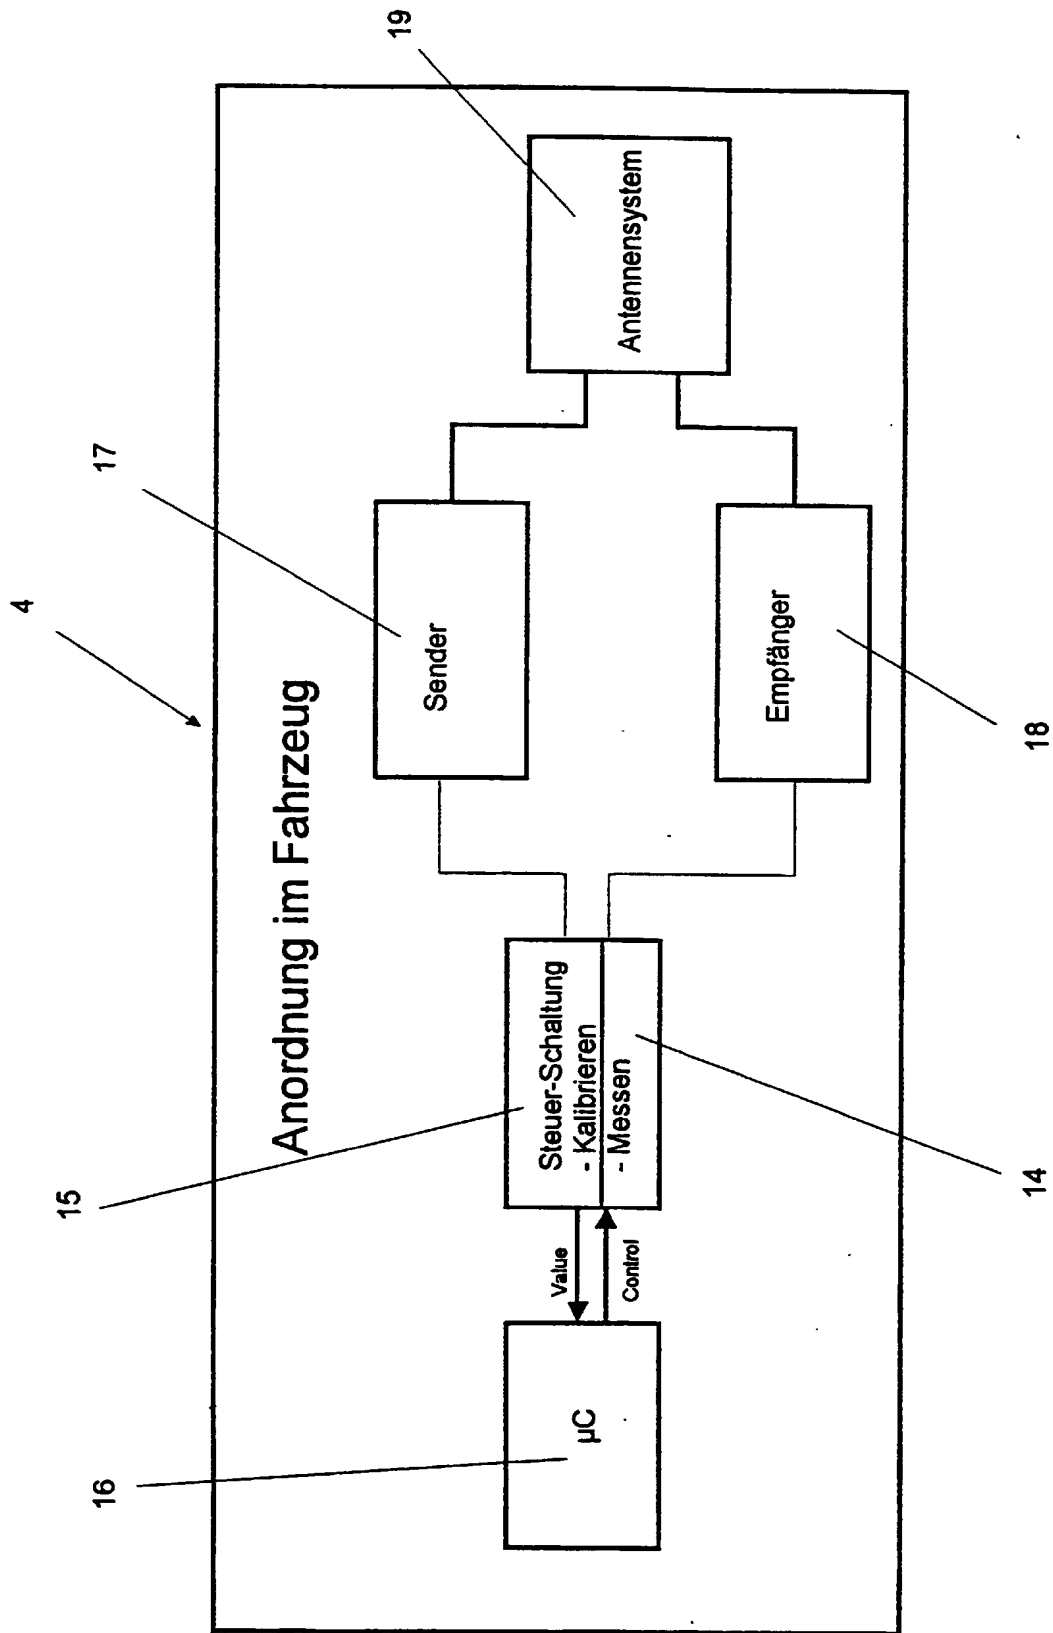 4
Anordnung im Fahrzeug
16
15
17
19
µC
Value
Control
Steuer-Schaltung
- Kalibrieren
- Messen
Sender
Empfänger
Antennensystem
14
18